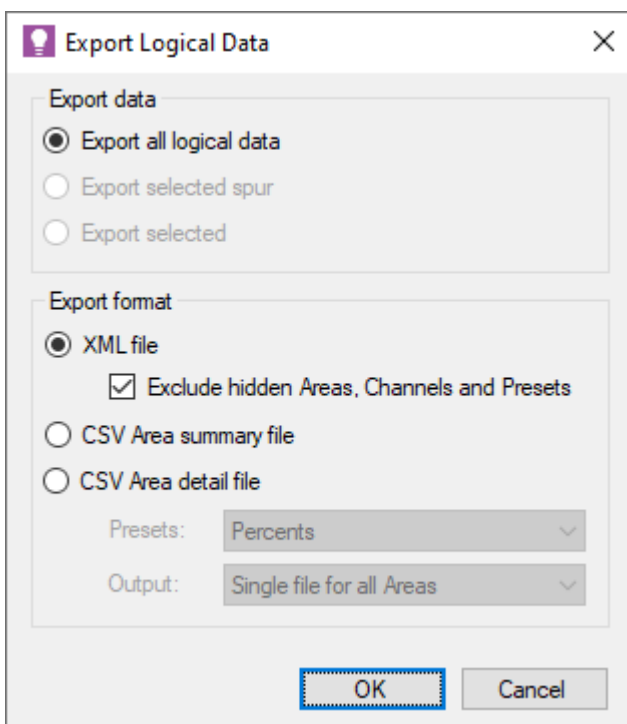 Export Logical Data
Export data
Export all logical data
Export selected spur
Export selected
Export format
XML file
Exclude hidden Areas, Channels and Presets
CSV Area summary file
CSV Area detail file
Presets: Percents
Output: Single file for all Areas
OK Cancel